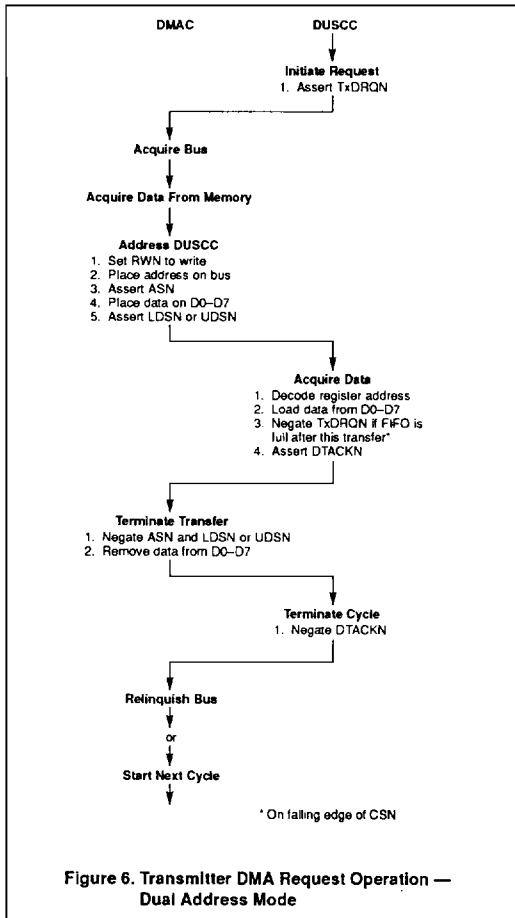 DMAC DUSCC
Initiate Request
1. Assert TxDRQN
Acquire Bus
Acquire Data From Memory
Address DUSCC
1. Set RWN to write
2. Place address on bus
3. Assert ASN
4. Place data on D0–D7
5. Assert LDSN or UDSN
Acquire Data
1. Decode register address
2. Load data from D0–D7
3. Negate TxDRQN if FIFO is
full after this transfer*
4. Assert DTACKN
Terminate Transfer
1. Negate ASN and LDSN or UDSN
2. Remove data from D0–D7
Terminate Cycle
1. Negate DTACKN
Relinquish Bus
or
Start Next Cycle
* On falling edge of CSN
Figure 6. Transmitter DMA Request Operation —
Dual Address Mode